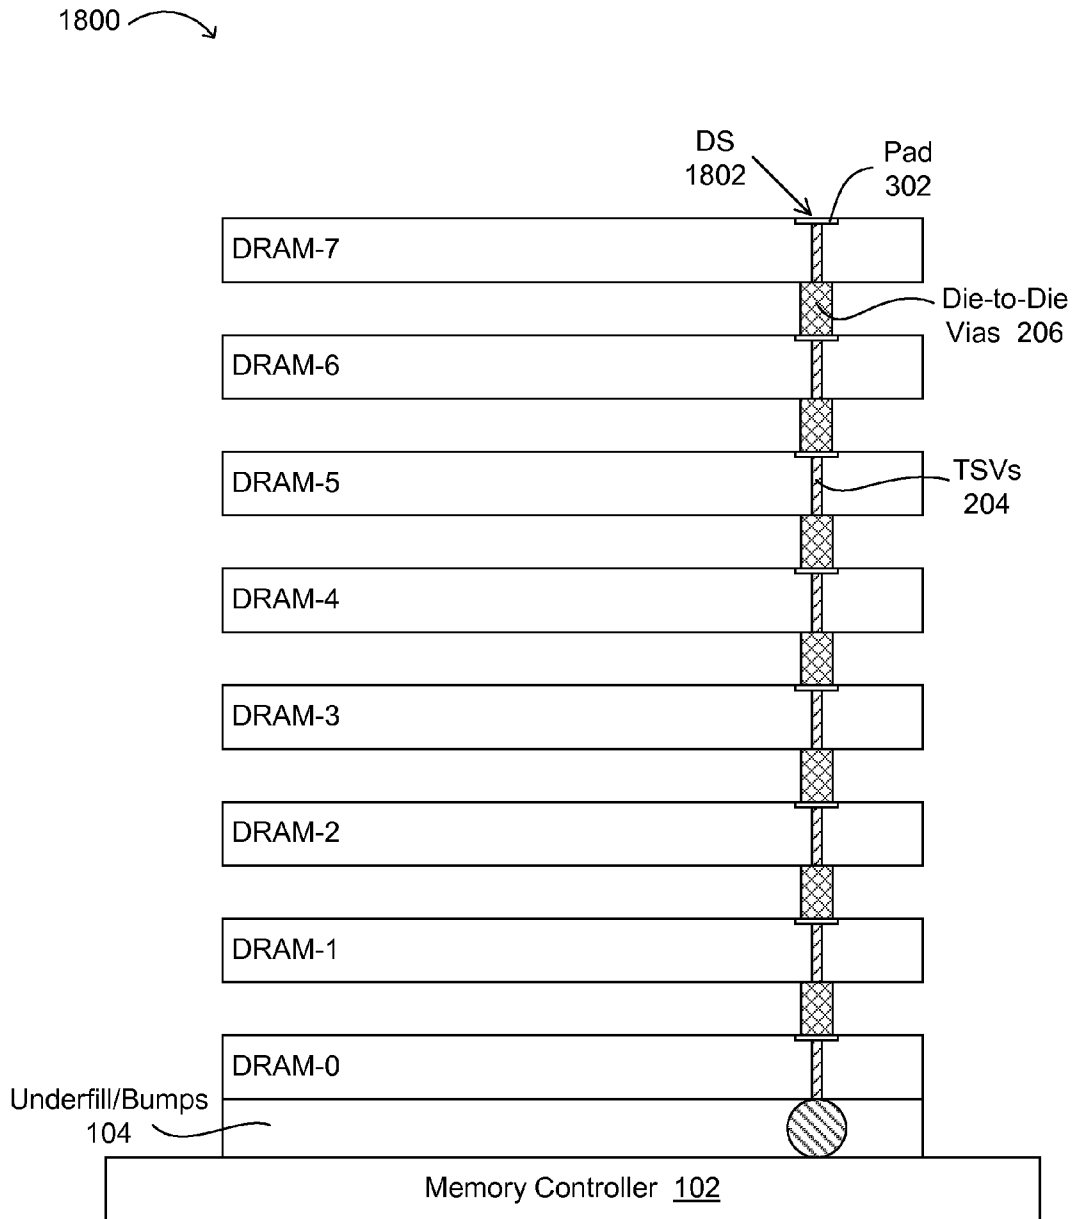 1800
DS
1802
Pad
302
DRAM-7
Die-to-Die
Vias 206
DRAM-6
DRAM-5
TSVs
204
DRAM-4
DRAM-3
DRAM-2
DRAM-1
DRAM-0
Underfill/Bumps
104
Memory Controller 102